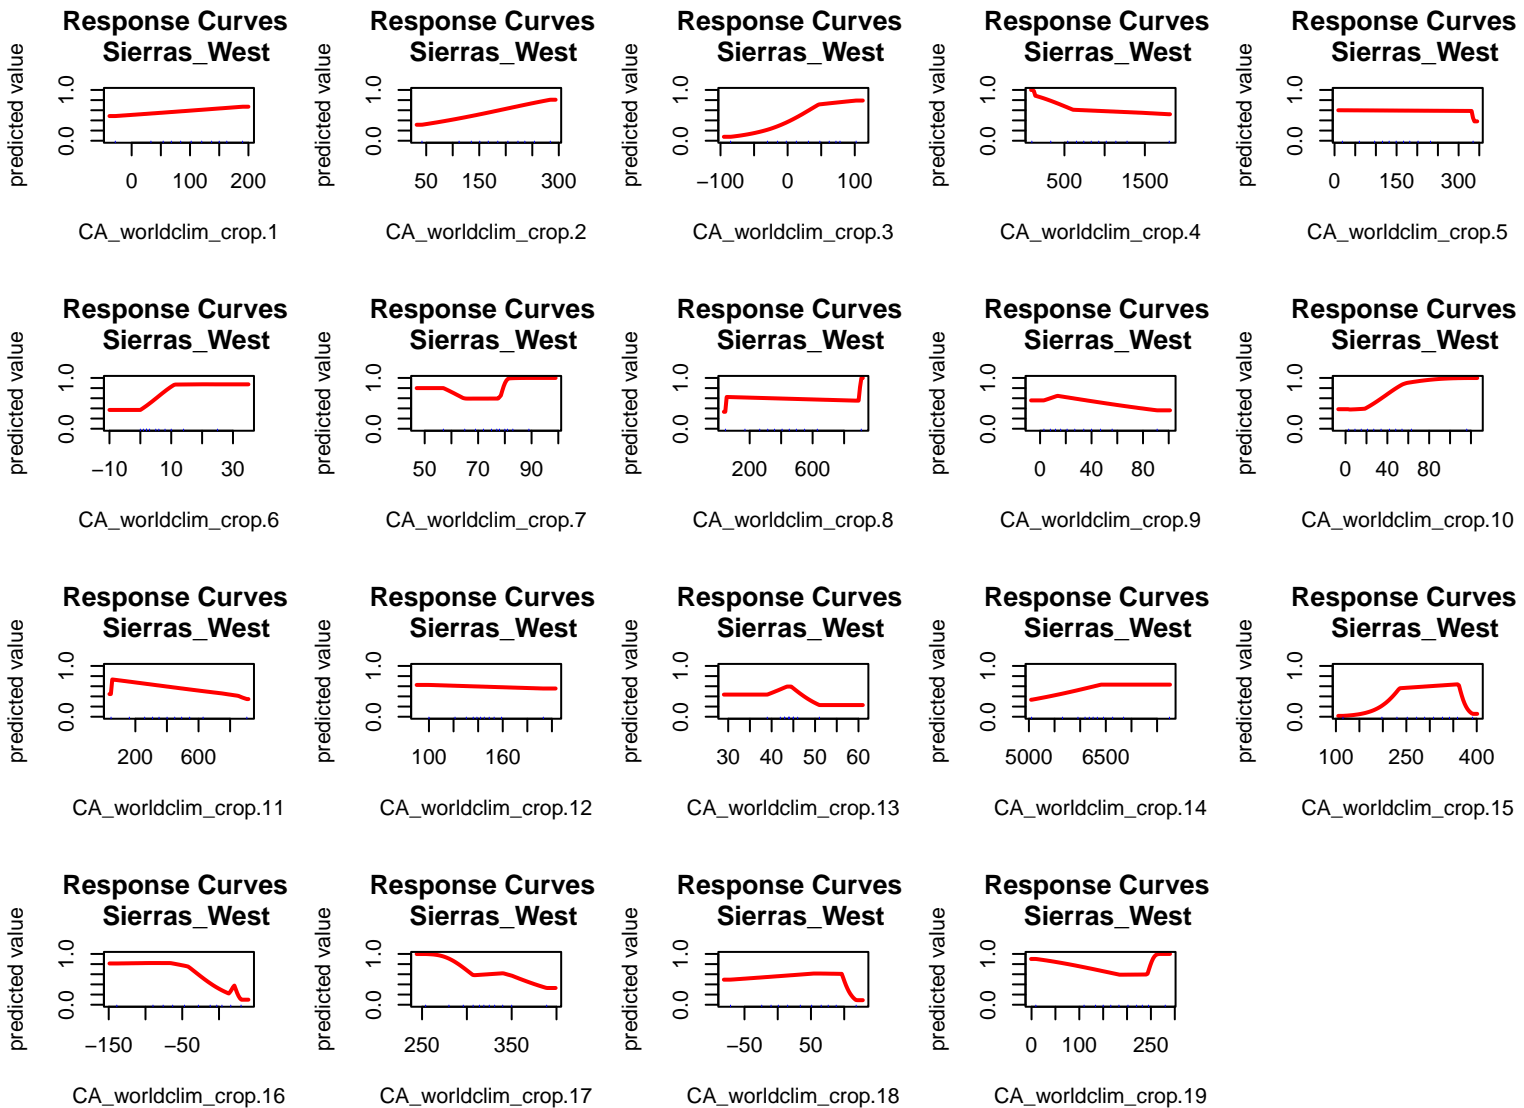 Response Curves
Sierras_West
predicted value
0.0 1.0
0 100 200
CA_worldclim_crop.1
Response Curves
Sierras_West
predicted value
0.0 1.0
50 150 300
CA_worldclim_crop.2
Response Curves
Sierras_West
predicted value
0.0 1.0
−100 0 100
CA_worldclim_crop.3
Response Curves
Sierras_West
predicted value
0.0 1.0
500 1500
CA_worldclim_crop.4
Response Curves
Sierras_West
predicted value
0.0 1.0
0 150 300
CA_worldclim_crop.5
Response Curves
Sierras_West
predicted value
0.0 1.0
−10 10 30
CA_worldclim_crop.6
Response Curves
Sierras_West
predicted value
0.0 1.0
50 70 90
CA_worldclim_crop.7
Response Curves
Sierras_West
predicted value
0.0 1.0
200 600
CA_worldclim_crop.8
Response Curves
Sierras_West
predicted value
0.0 1.0
0 40 80
CA_worldclim_crop.9
Response Curves
Sierras_West
predicted value
0.0 1.0
0 40 80
CA_worldclim_crop.10
Response Curves
Sierras_West
predicted value
0.0 1.0
200 600
CA_worldclim_crop.11
Response Curves
Sierras_West
predicted value
0.0 1.0
100 160
CA_worldclim_crop.12
Response Curves
Sierras_West
predicted value
0.0 1.0
30 40 50 60
CA_worldclim_crop.13
Response Curves
Sierras_West
predicted value
0.0 1.0
5000 6500
CA_worldclim_crop.14
Response Curves
Sierras_West
predicted value
0.0 1.0
100 250 400
CA_worldclim_crop.15
Response Curves
Sierras_West
predicted value
0.0 1.0
−150 −50
CA_worldclim_crop.16
Response Curves
Sierras_West
predicted value
0.0 1.0
250 350
CA_worldclim_crop.17
Response Curves
Sierras_West
predicted value
0.0 1.0
−50 50
CA_worldclim_crop.18
Response Curves
Sierras_West
predicted value
0.0 1.0
0 100 250
CA_worldclim_crop.19